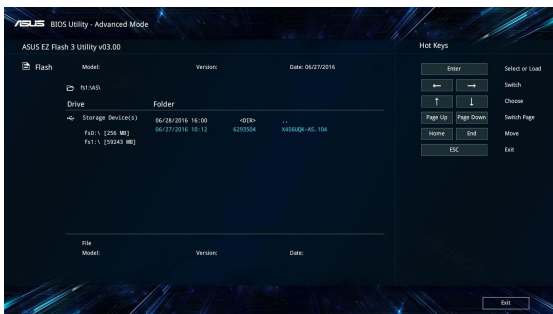 ASUS BIOS Utility - Advanced Mode
ASUS EZ Flash 3 Utility v03.00
Flash
Model: Version: Date: 06/27/2016
fs1:\AS\
Drive Folder
Storage Device(s)
fs0:\ [256 MB]
fs1:\ [59243 MB]
06/28/2016 16:00 <DIR> ..
06/27/2016 10:12 6293504 X456UQK-AS.104
File
Model: Version: Date:
Hot Keys
Enter Select or Load
← → Switch
↑ ↓ Choose
Page Up Page Down Switch Page
Home End Move
ESC Exit
Exit